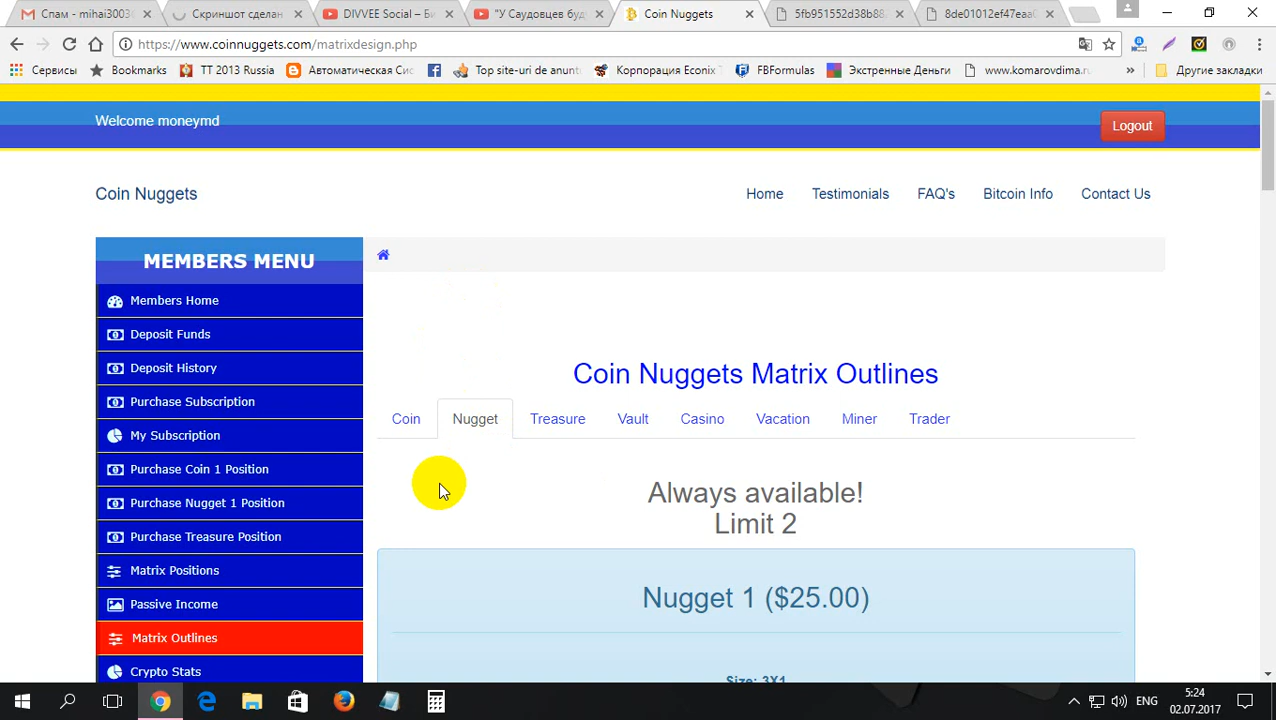 Спам - mihai3003
Скриншот сделан
DIVVEE Social – Би
"У Саудовцев буд
Coin Nuggets
5fb951552d38b88
8de01012ef47eaa
https://www.coinnuggets.com/matrixdesign.php
Сервисы
Bookmarks
TT 2013 Russia
Автоматическая Сис
Top site-uri de anunt
Корпорация Econix T
FBFormulas
Экстренные Деньги
www.komarovdima.ru
»
Другие закладки
Welcome moneymd
Logout
Coin Nuggets
Home
Testimonials
FAQ's
Bitcoin Info
Contact Us
MEMBERS MENU
Members Home
Deposit Funds
Deposit History
Purchase Subscription
My Subscription
Purchase Coin 1 Position
Purchase Nugget 1 Position
Purchase Treasure Position
Matrix Positions
Passive Income
Matrix Outlines
Crypto Stats
Coin Nuggets Matrix Outlines
Coin
Nugget
Treasure
Vault
Casino
Vacation
Miner
Trader
Always available!
Limit 2
Nugget 1 ($25.00)
Size: 3X1
ENG
5:24
02.07.2017